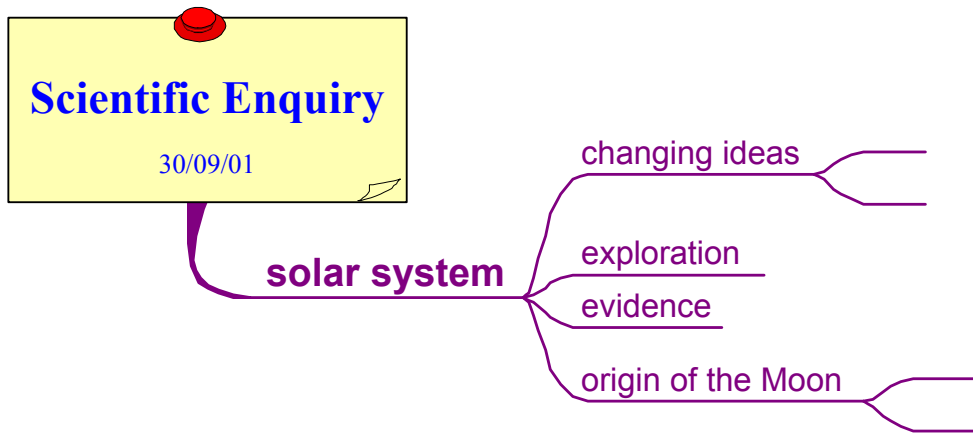 Scientific Enquiry
30/09/01
solar system
changing ideas
exploration
evidence
origin of the Moon